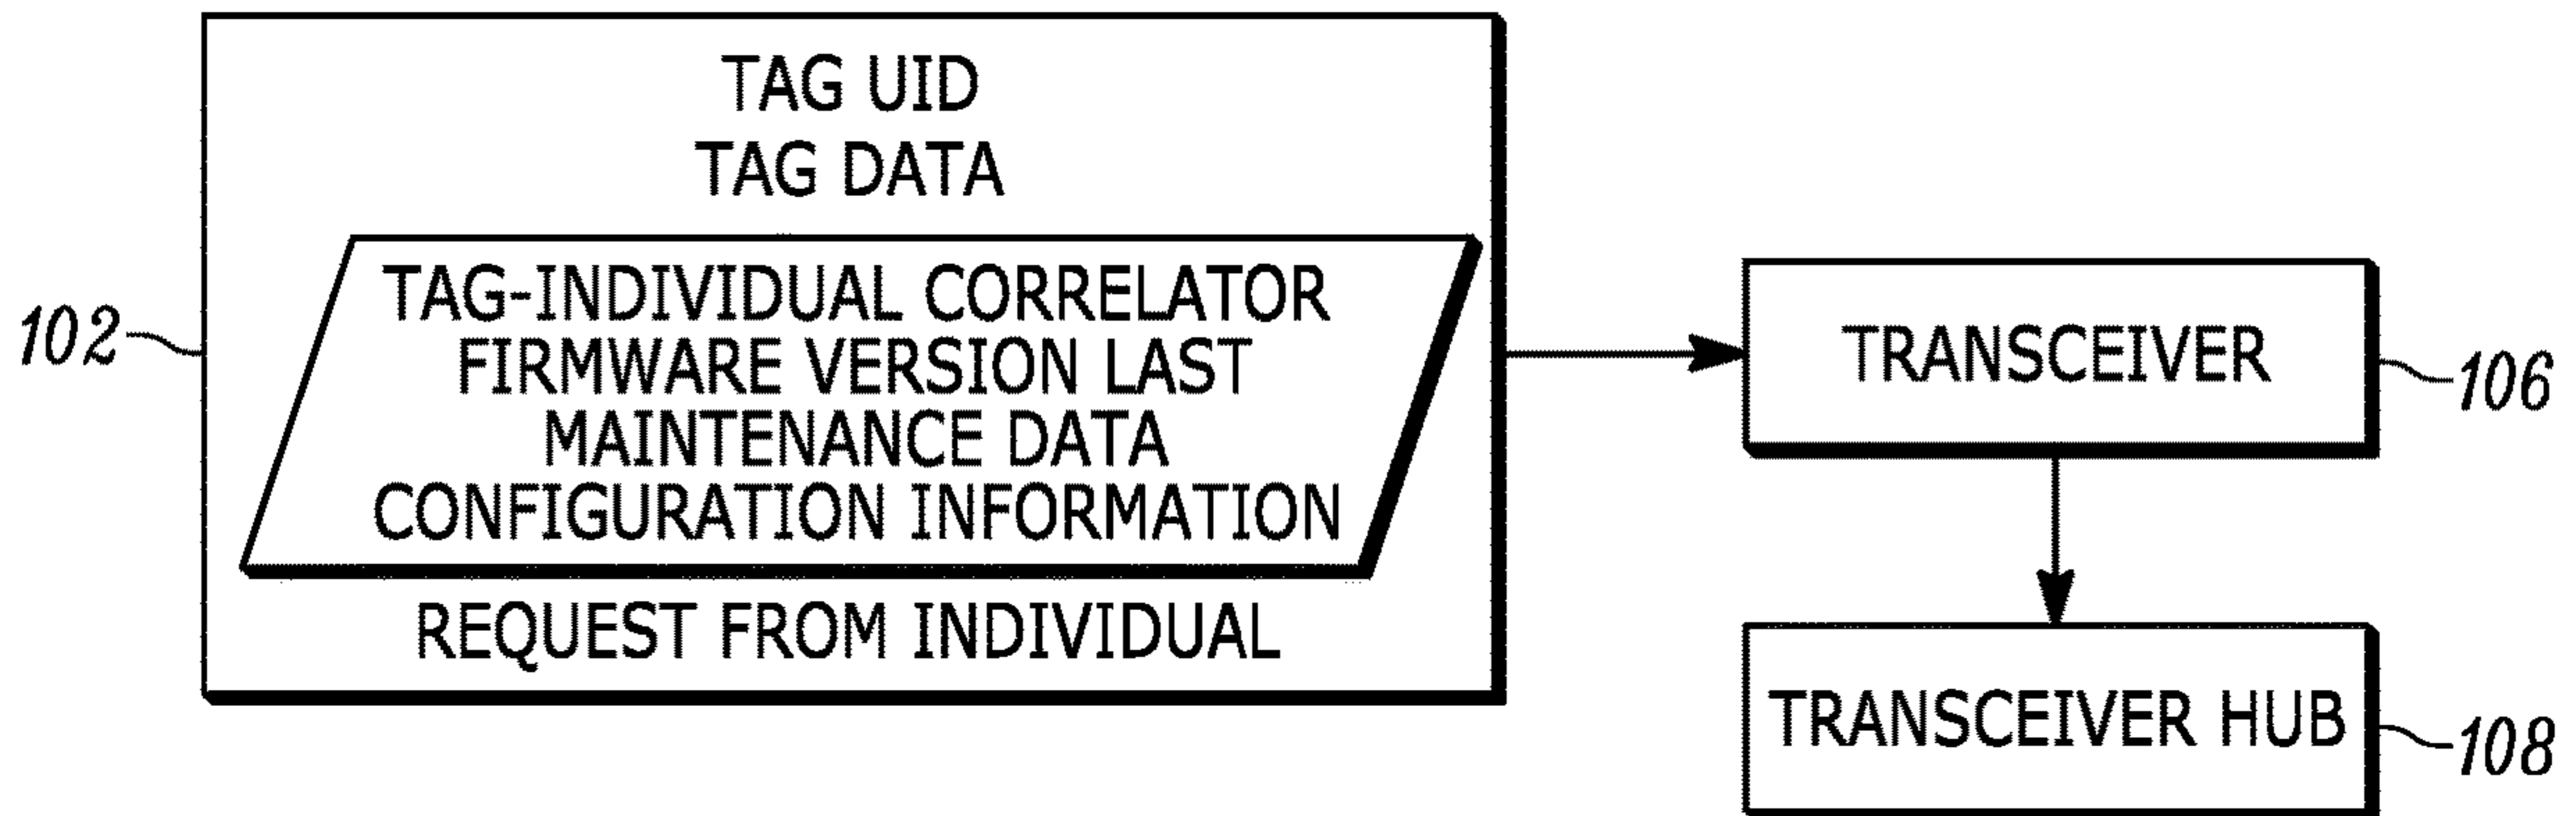 TAG UID
TAG DATA
TAG-INDIVIDUAL CORRELATOR
FIRMWARE VERSION LAST
MAINTENANCE DATA
CONFIGURATION INFORMATION
REQUEST FROM INDIVIDUAL
102
TRANSCEIVER
106
TRANSCEIVER HUB
108